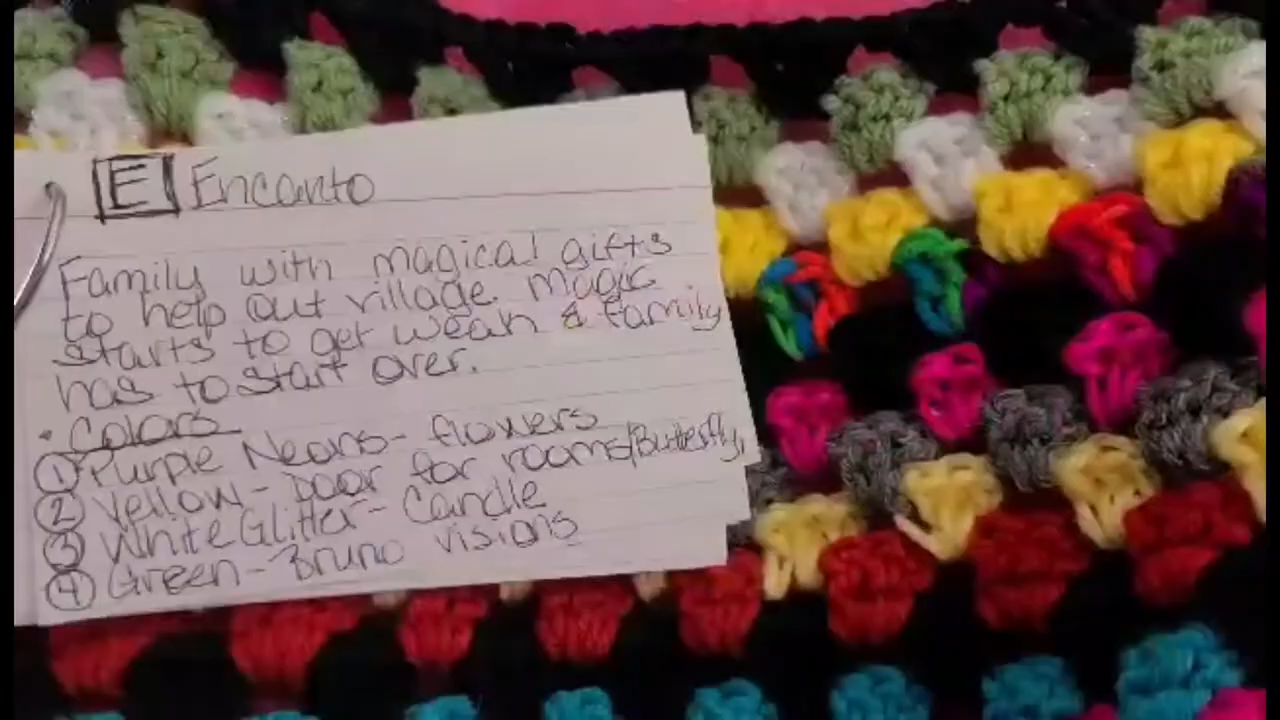 E Encanto
Family with magical gifts
to help out village. magic
starts to get weak & family
has to start over.
· Colors
① Purple Neons - flowers
② Yellow - Door for rooms/Butterfly
③ White Glitter - Candle
④ Green - Bruno visions